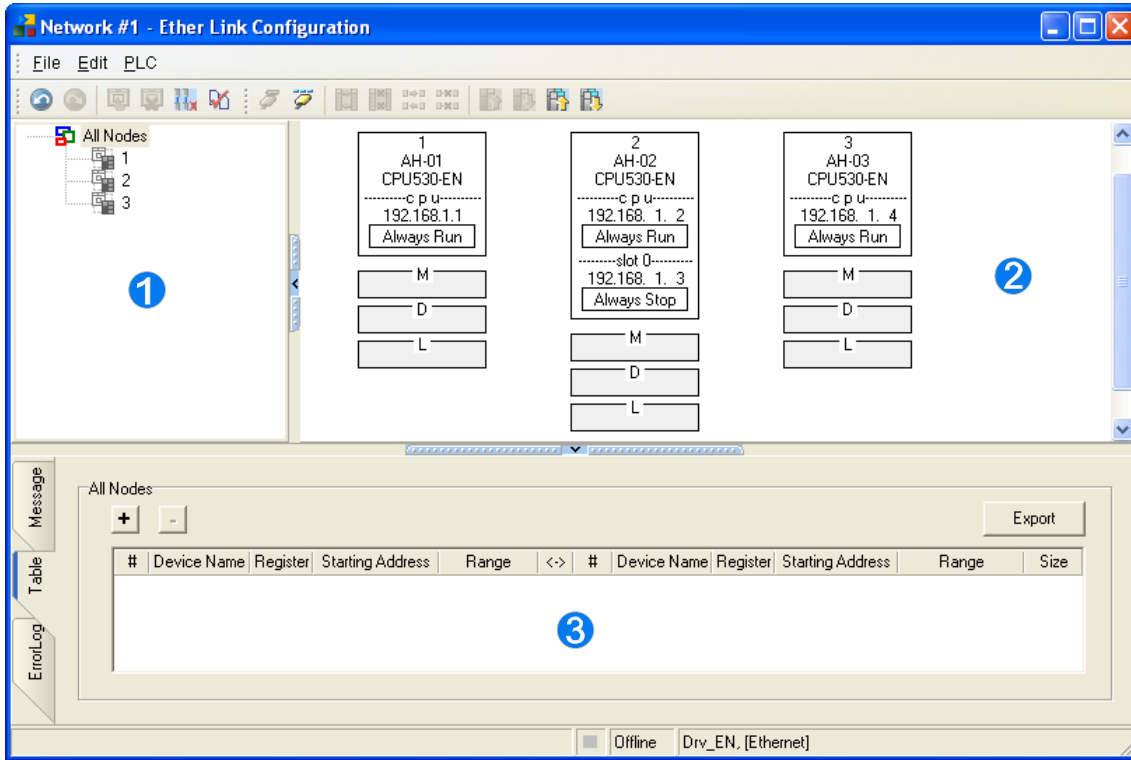 Network #1 - Ether Link Configuration
File Edit PLC
All Nodes
1
2
3
1
1
AH-01
CPU530-EN
cpu
192.168.1.1
Always Run
M
D
L
2
AH-02
CPU530-EN
cpu
192.168. 1. 2
Always Run
slot 0
192.168. 1. 3
Always Stop
M
D
L
3
AH-03
CPU530-EN
cpu
192.168. 1. 4
Always Run
M
D
L
2
Message
Table
ErrorLog
All Nodes
+ -
Export
# Device Name Register Starting Address Range <-> # Device Name Register Starting Address Range Size
3
Offline Drv_EN, [Ethernet]